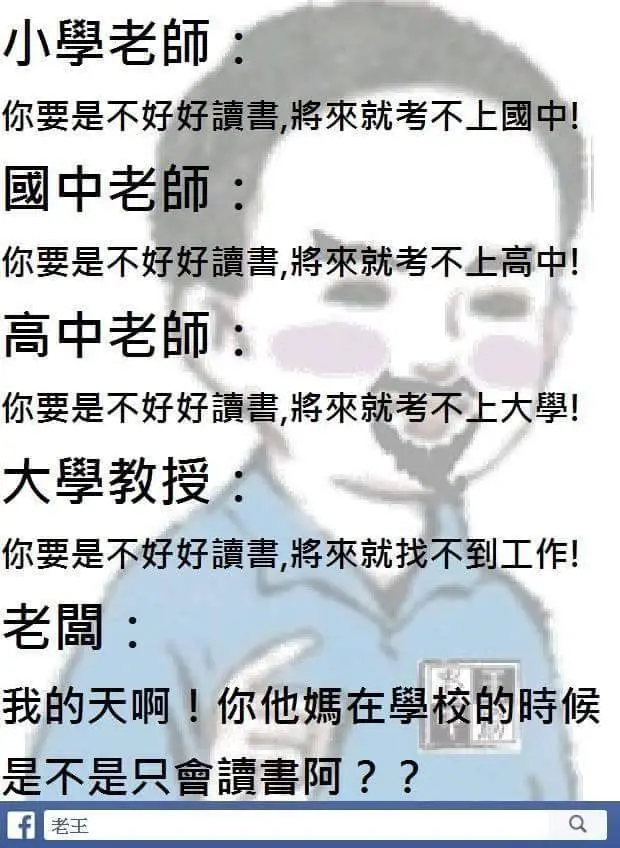 小學老師：
你要是不好好讀書,將來就考不上國中!
國中老師：
你要是不好好讀書,將來就考不上高中!
高中老師：
你要是不好好讀書,將來就考不上大學!
大學教授：
你要是不好好讀書,將來就找不到工作!
老闆：
我的天啊！你他媽在學校的時候
是不是只會讀書阿？？
f 老王